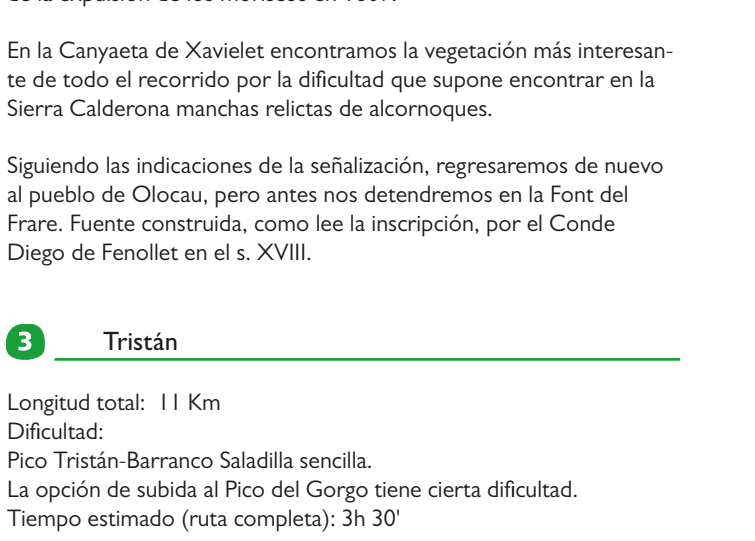 En la Canyaeta de Xavielet encontramos la vegetación más interesan-
te de todo el recorrido por la dificultad que supone encontrar en la
Sierra Calderona manchas relictas de alcornoques.
Siguiendo las indicaciones de la señalización, regresaremos de nuevo
al pueblo de Olocau, pero antes nos detendremos en la Font del
Frare. Fuente construida, como lee la inscripción, por el Conde
Diego de Fenollet en el s. XVIII.
3 Tristán
Longitud total: 11 Km
Dificultad:
Pico Tristán-Barranco Saladilla sencilla.
La opción de subida al Pico del Gorgo tiene cierta dificultad.
Tiempo estimado (ruta completa): 3h 30'